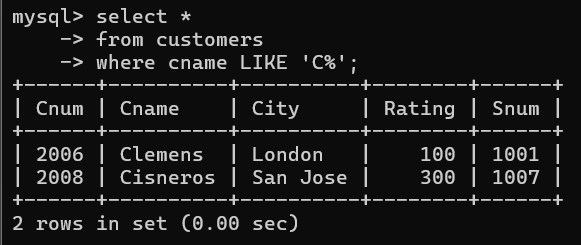 mysql> select *
    -> from customers
    -> where cname LIKE 'C%';
+------+----------+----------+--------+------+
| Cnum | Cname    | City     | Rating | Snum |
+------+----------+----------+--------+------+
| 2006 | Clemens  | London   |    100 | 1001 |
| 2008 | Cisneros | San Jose |    300 | 1007 |
+------+----------+----------+--------+------+
2 rows in set (0.00 sec)